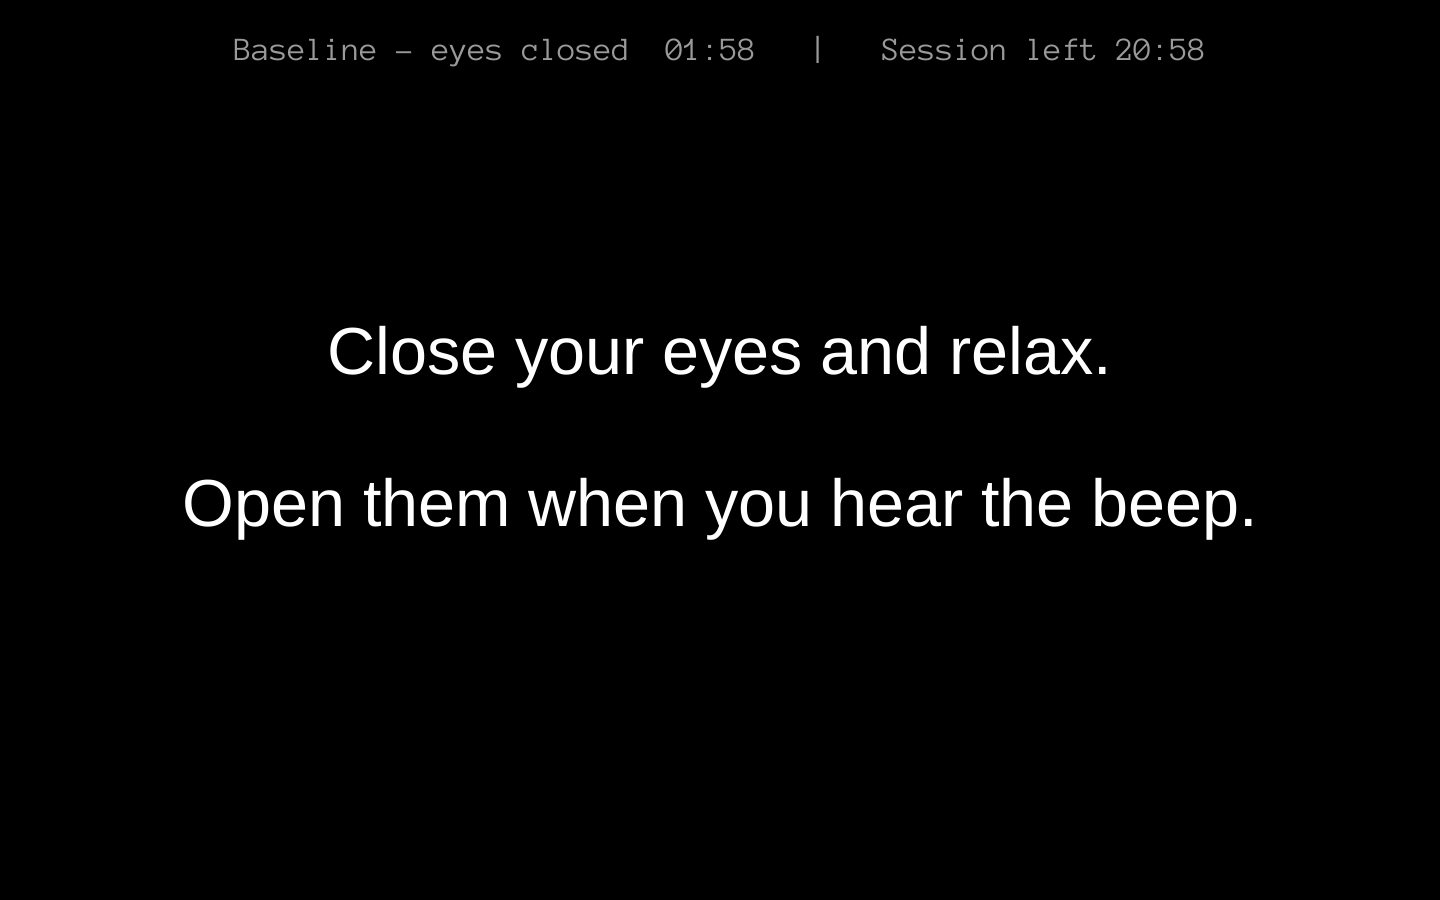 Baseline – eyes closed  01:58   |   Session left 20:58
Close your eyes and relax.
Open them when you hear the beep.